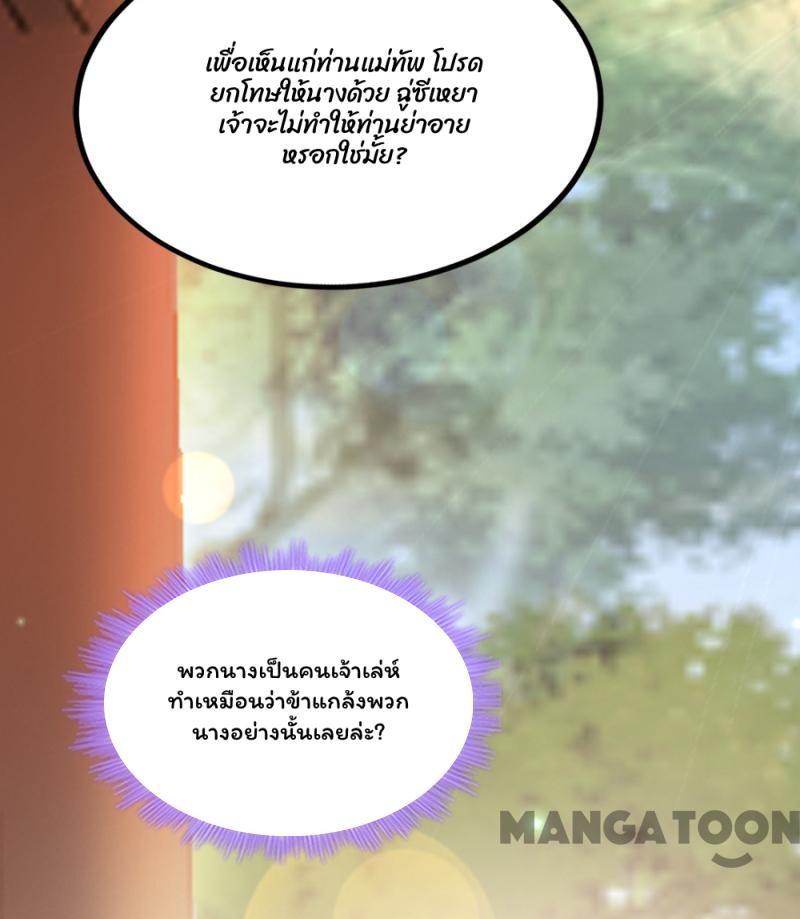 เพื่อเห็นแก่ท่านแม่ทัพ โปรด
ยกโทษให้นางด้วย ฉู่ซีเหยา
เจ้าจะไม่ทำให้ท่านย่าอาย
หรอกใช่มั้ย?
พวกนางเป็นคนเจ้าเล่ห์
ทำเหมือนว่าข้าแกล้งพวก
นางอย่างนั้นเลยล่ะ?
MANGATOON